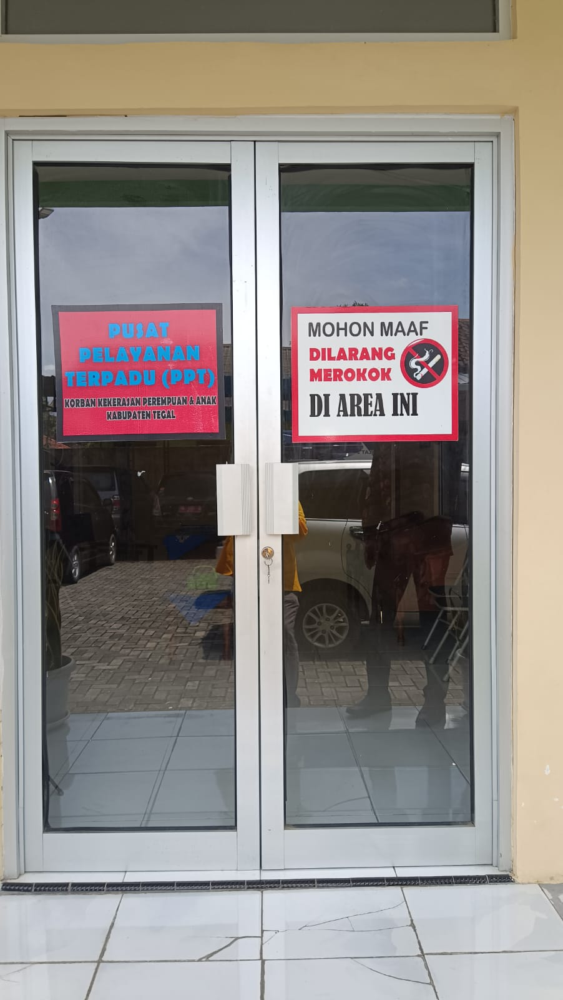 PUSAT
PELAYANAN
TERPADU (PPT)
KORBAN KEKERASAN PEREMPUAN & ANAK
KABUPATEN TEGAL
MOHON MAAF
DILARANG
MEROKOK
DI AREA INI